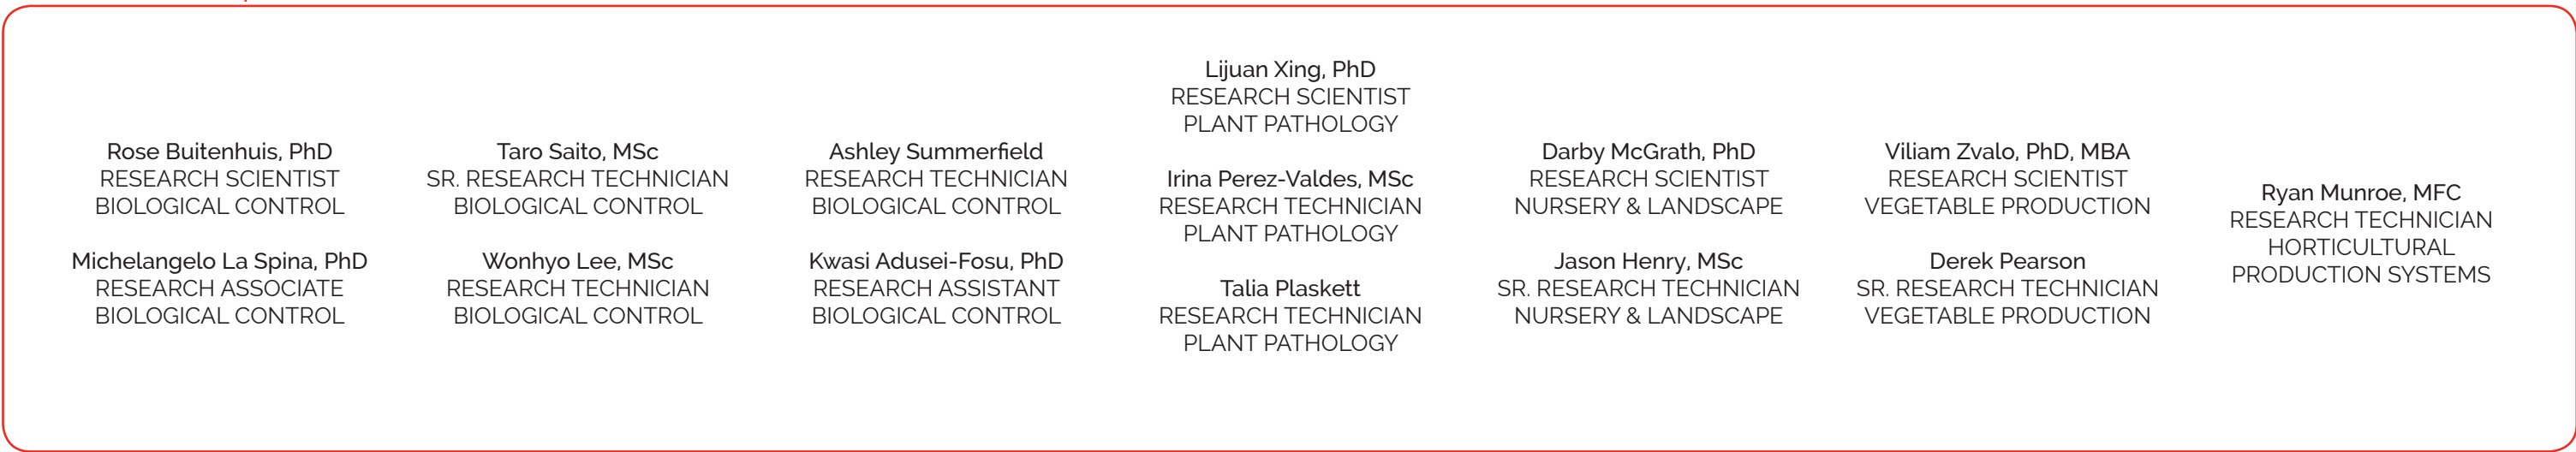 Rose Buitenhuis, PhD
RESEARCH SCIENTIST
BIOLOGICAL CONTROL
Michelangelo La Spina, PhD
RESEARCH ASSOCIATE
BIOLOGICAL CONTROL
Taro Saito, MSc
SR. RESEARCH TECHNICIAN
BIOLOGICAL CONTROL
Wonhyo Lee, MSc
RESEARCH TECHNICIAN
BIOLOGICAL CONTROL
Ashley Summerfield
RESEARCH TECHNICIAN
BIOLOGICAL CONTROL
Kwasi Adusei-Fosu, PhD
RESEARCH ASSISTANT
BIOLOGICAL CONTROL
Lijuan Xing, PhD
RESEARCH SCIENTIST
PLANT PATHOLOGY
Irina Perez-Valdes, MSc
RESEARCH TECHNICIAN
PLANT PATHOLOGY
Talia Plaskett
RESEARCH TECHNICIAN
PLANT PATHOLOGY
Darby McGrath, PhD
RESEARCH SCIENTIST
NURSERY & LANDSCAPE
Jason Henry, MSc
SR. RESEARCH TECHNICIAN
NURSERY & LANDSCAPE
Viliam Zvalo, PhD, MBA
RESEARCH SCIENTIST
VEGETABLE PRODUCTION
Derek Pearson
SR. RESEARCH TECHNICIAN
VEGETABLE PRODUCTION
Ryan Munroe, MFC
RESEARCH TECHNICIAN
HORTICULTURAL
PRODUCTION SYSTEMS